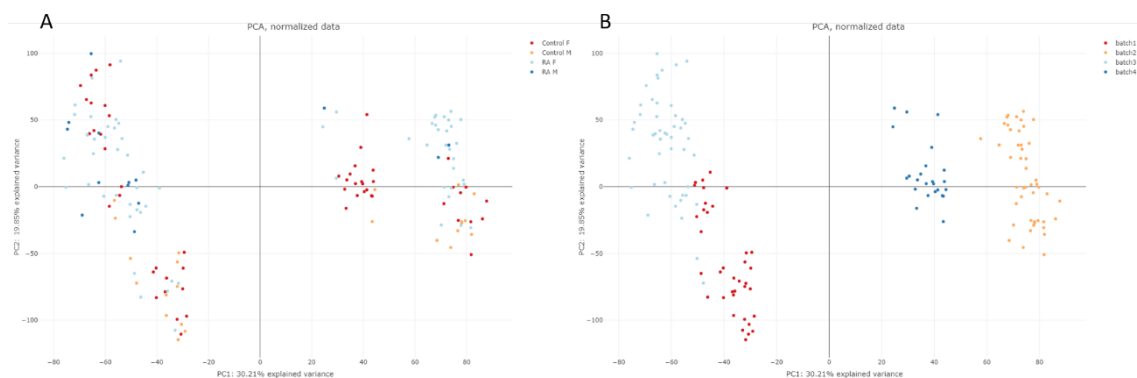 A
PCA, normalized data
Control F
Control M
RA F
RA M
100
50
0
−50
−100
PC2: 19.85% explained variance
−80
−60
−40
−20
0
20
40
60
80
PC1: 30.21% explained variance
B
PCA, normalized data
batch1
batch2
batch3
batch4
100
50
0
−50
−100
PC2: 19.85% explained variance
−80
−60
−40
−20
0
20
40
60
80
PC1: 30.21% explained variance